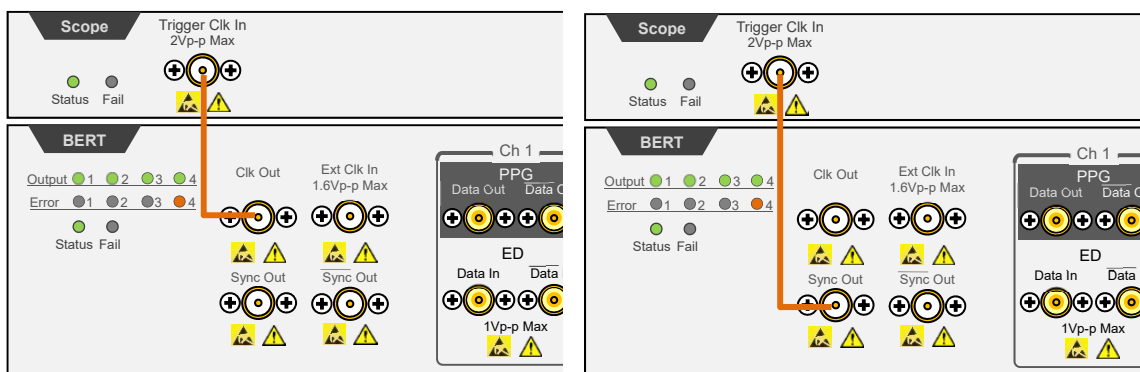 Scope
Trigger Clk In
2Vp-p Max
Status Fail
BERT
Output 1 2 3 4
Error 1 2 3 4
Status Fail
Clk Out
Ext Clk In
1.6Vp-p Max
Sync Out
Sync Out
Ch 1
PPG
Data Out Data O
ED
Data In Data
1Vp-p Max
Scope
Trigger Clk In
2Vp-p Max
Status Fail
BERT
Output 1 2 3 4
Error 1 2 3 4
Status Fail
Clk Out
Ext Clk In
1.6Vp-p Max
Sync Out
Sync Out
Ch 1
PPG
Data Out Data O
ED
Data In Data
1Vp-p Max